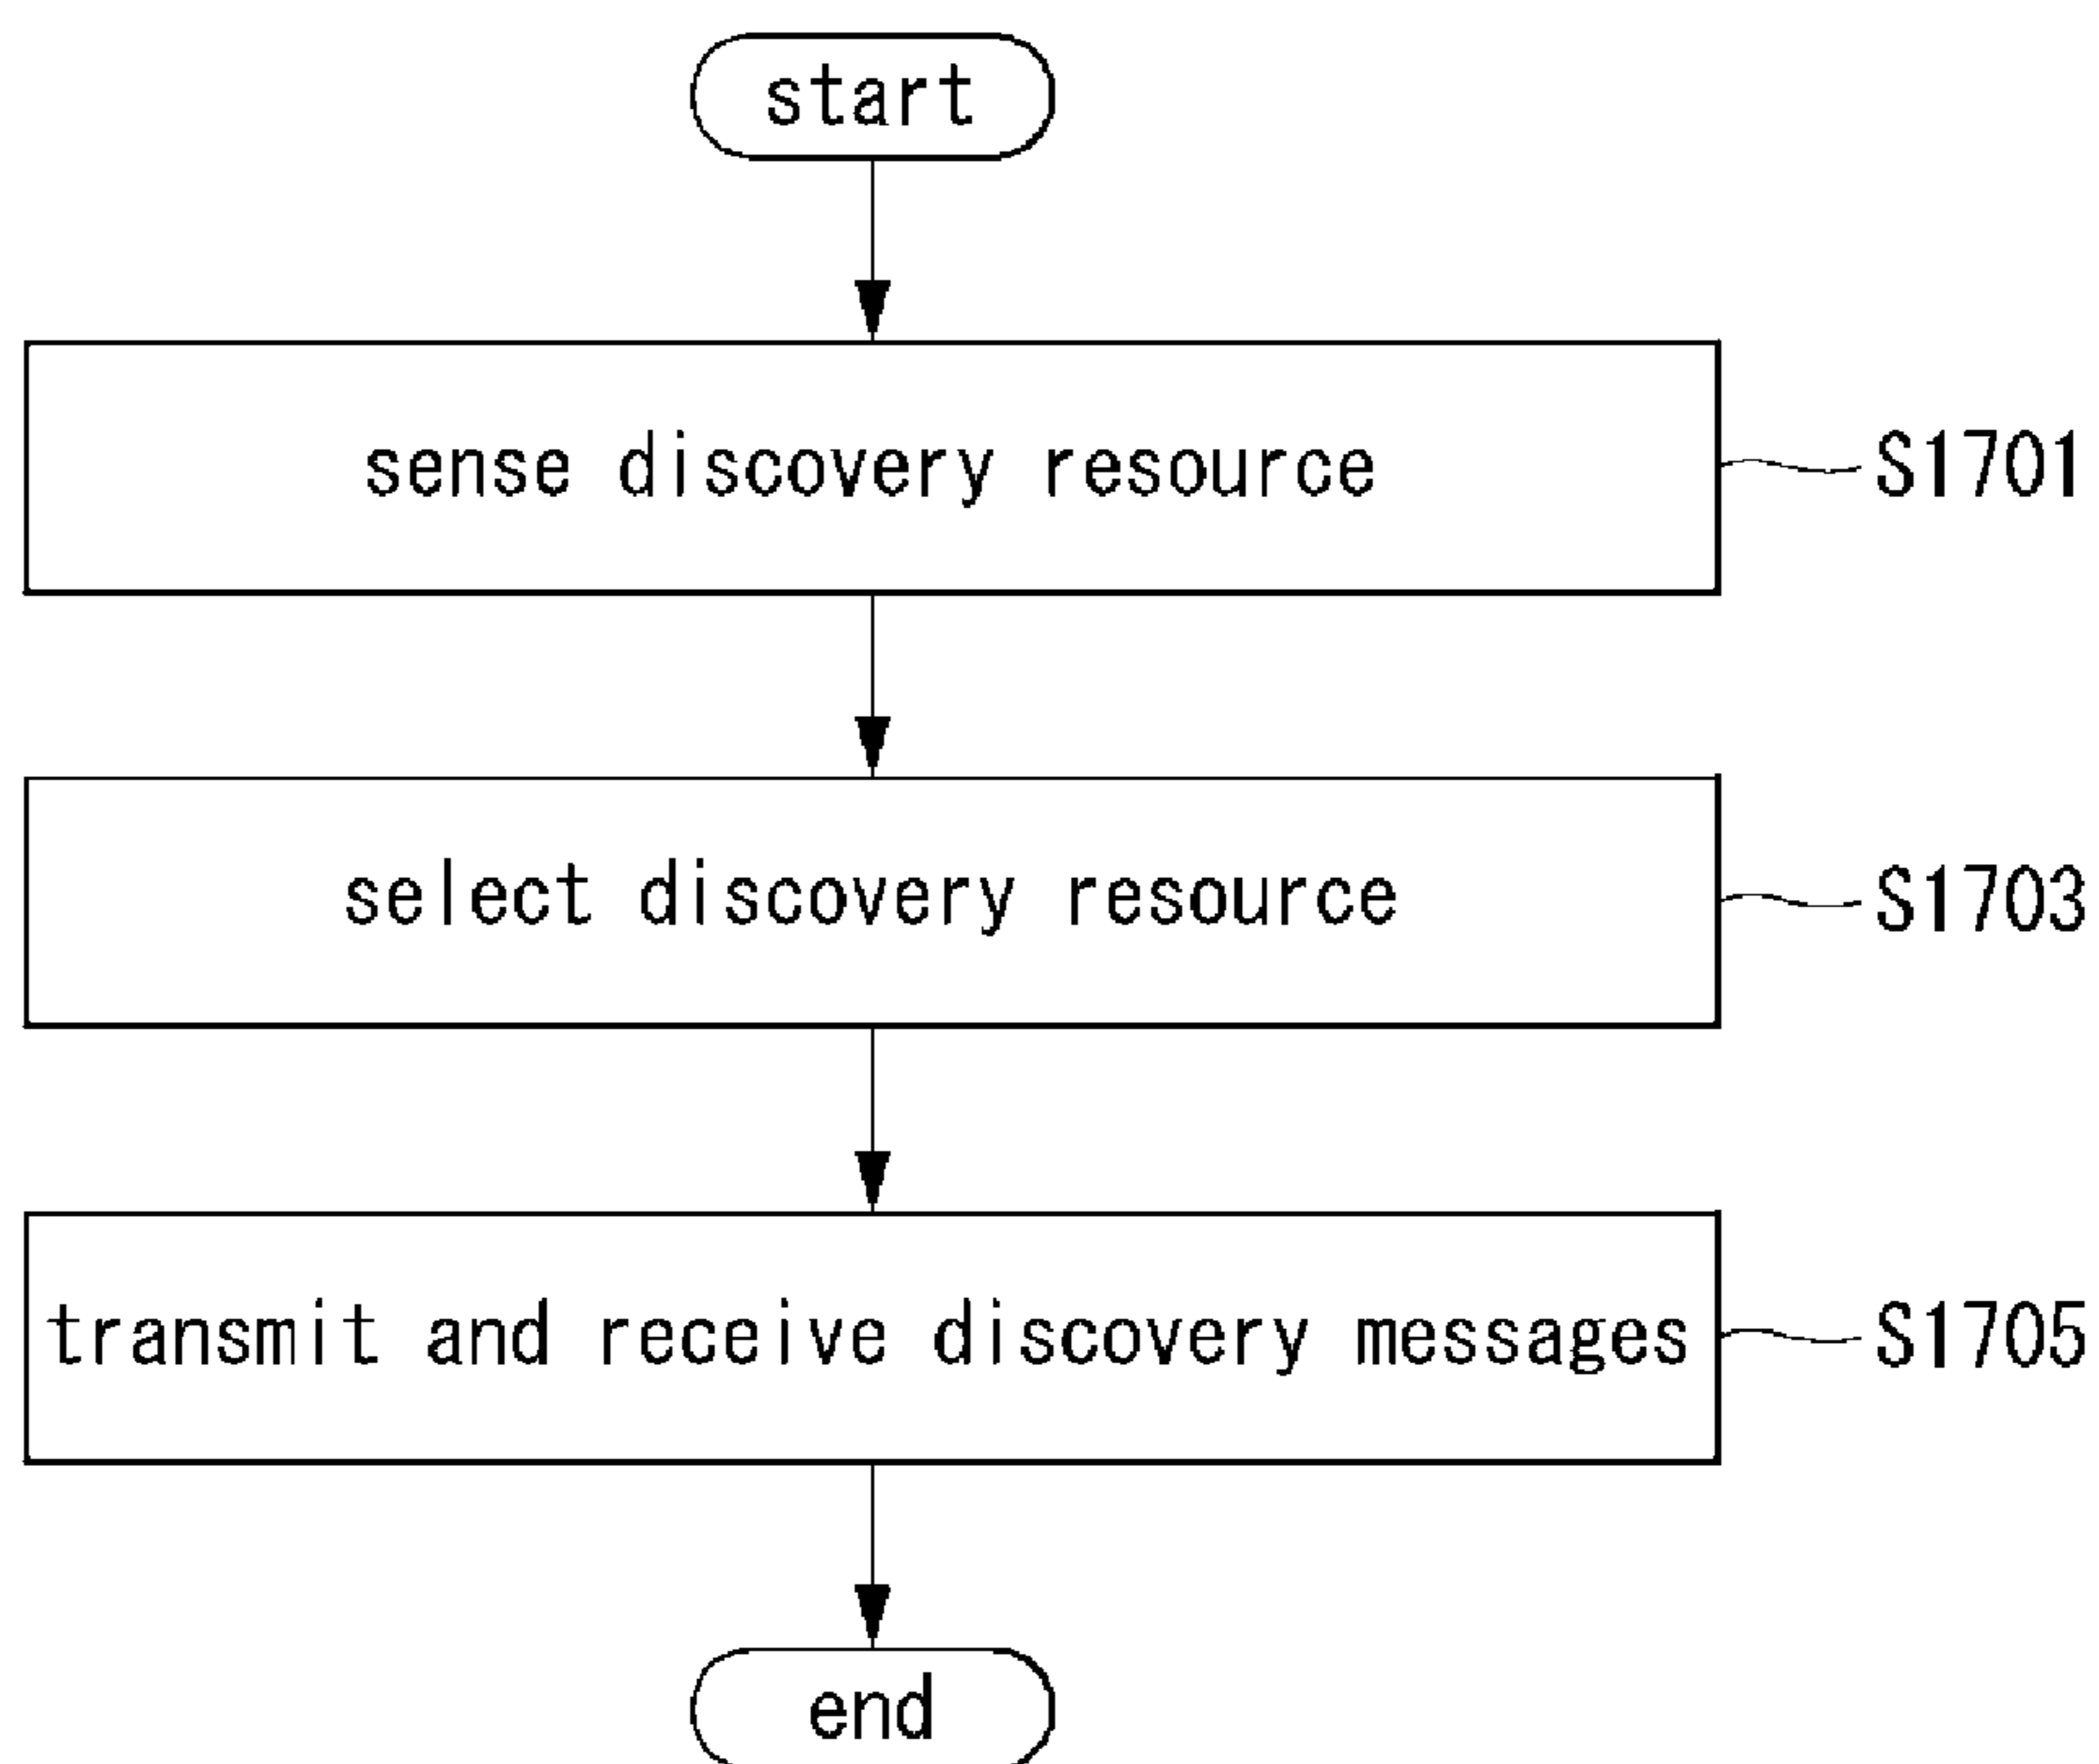 start
sense discovery resource
S1701
select discovery resource
S1703
transmit and receive discovery messages
S1705
end